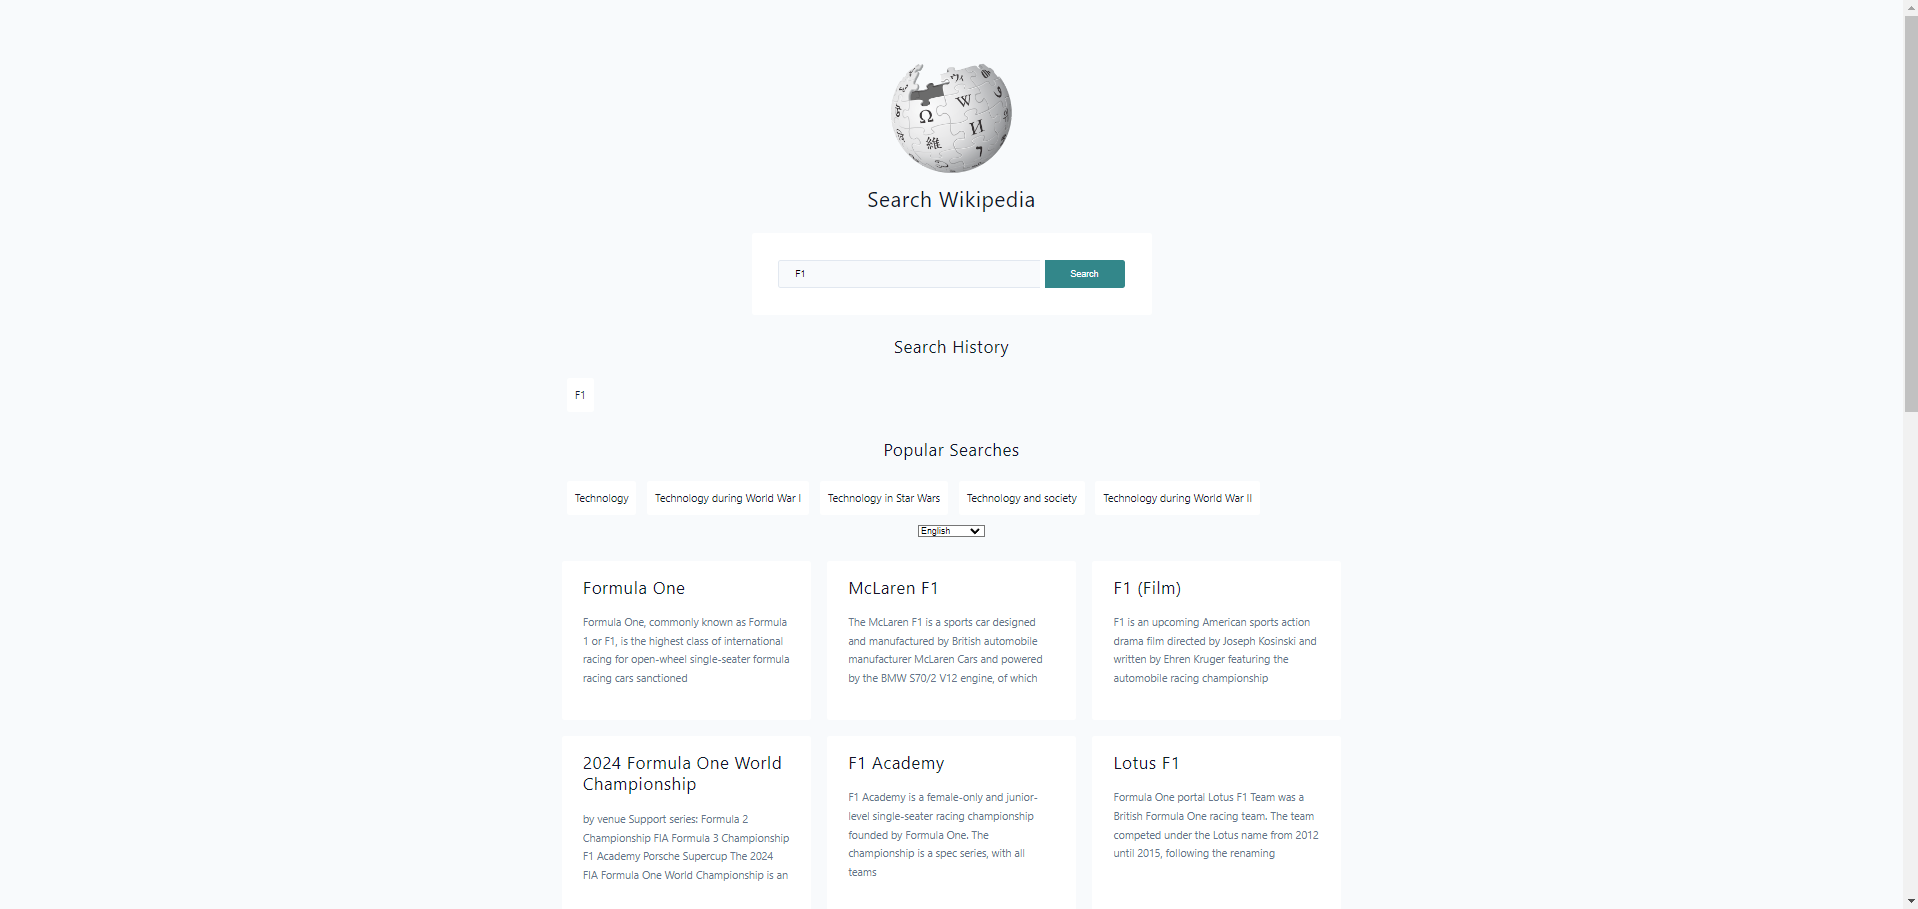 Ω W И 維
Search Wikipedia
F1 Search
Search History
F1
Popular Searches
Technology Technology during World War I Technology in Star Wars Technology and society Technology during World War II
English
Formula One
Formula One, commonly known as Formula
1 or F1, is the highest class of international
racing for open-wheel single-seater formula
racing cars sanctioned
McLaren F1
The McLaren F1 is a sports car designed
and manufactured by British automobile
manufacturer McLaren Cars and powered
by the BMW S70/2 V12 engine, of which
F1 (Film)
F1 is an upcoming American sports action
drama film directed by Joseph Kosinski and
written by Ehren Kruger featuring the
automobile racing championship
2024 Formula One World
Championship
by venue Support series: Formula 2
Championship FIA Formula 3 Championship
F1 Academy Porsche Supercup The 2024
FIA Formula One World Championship is an
F1 Academy
F1 Academy is a female-only and junior-
level single-seater racing championship
founded by Formula One. The
championship is a spec series, with all
teams
Lotus F1
Formula One portal Lotus F1 Team was a
British Formula One racing team. The team
competed under the Lotus name from 2012
until 2015, following the renaming